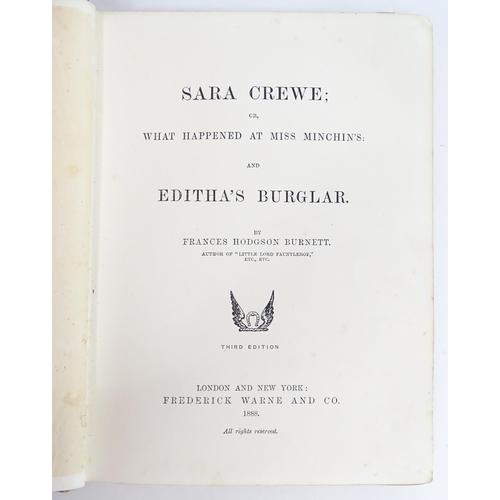 SARA CREWE;
OR,
WHAT HAPPENED AT MISS MINCHIN'S:
AND
EDITHA'S BURGLAR.
BY
FRANCES HODGSON BURNETT.
AUTHOR OF "LITTLE LORD FAUNTLEROY,"
ETC., ETC.
THIRD EDITION
LONDON AND NEW YORK:
FREDERICK WARNE AND CO.
1888.
All rights reserved.